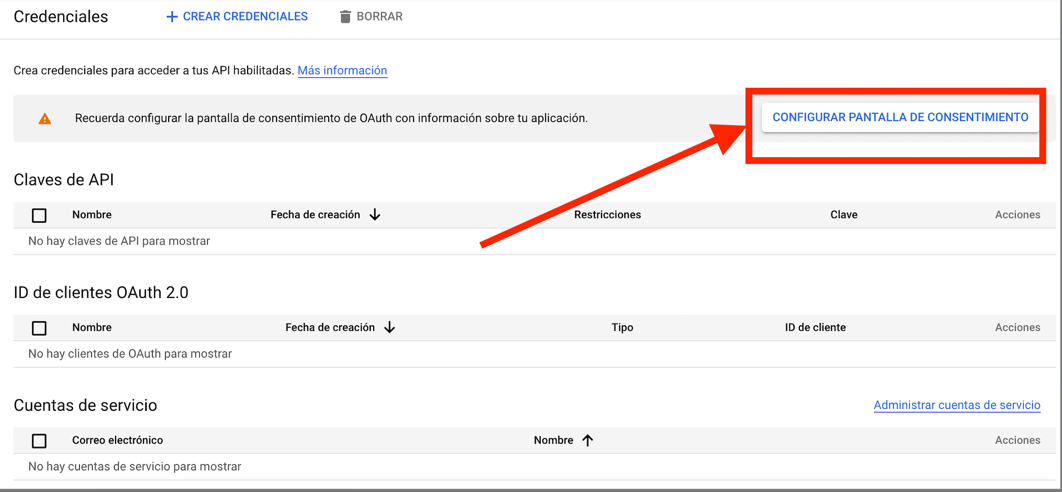 Credenciales + CREAR CREDENCIALES BORRAR
Crea credenciales para acceder a tus API habilitadas. Más información
Recuerda configurar la pantalla de consentimiento de OAuth con información sobre tu aplicación. CONFIGURAR PANTALLA DE CONSENTIMIENTO
Claves de API
Nombre Fecha de creación Restricciones Clave Acciones
No hay claves de API para mostrar
ID de clientes OAuth 2.0
Nombre Fecha de creación Tipo ID de cliente Acciones
No hay clientes de OAuth para mostrar
Cuentas de servicio Administrar cuentas de servicio
Correo electrónico Nombre Acciones
No hay cuentas de servicio para mostrar